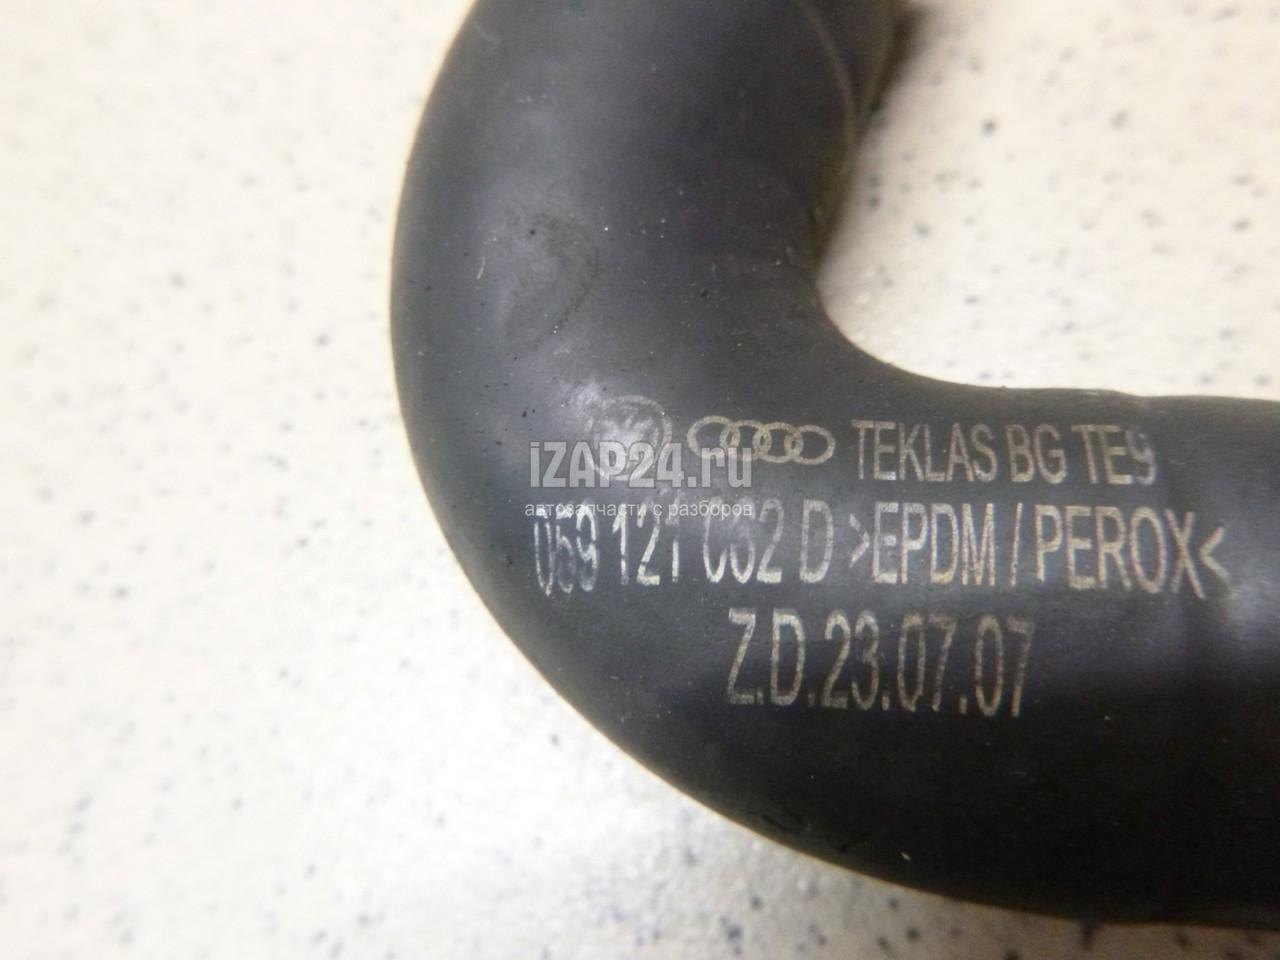 TEKLAS BG TE9
iZAP24.ru
автозапчасти с разборов
059 121 062 D >EPDM/PEROX<
Z.D.23.07.07